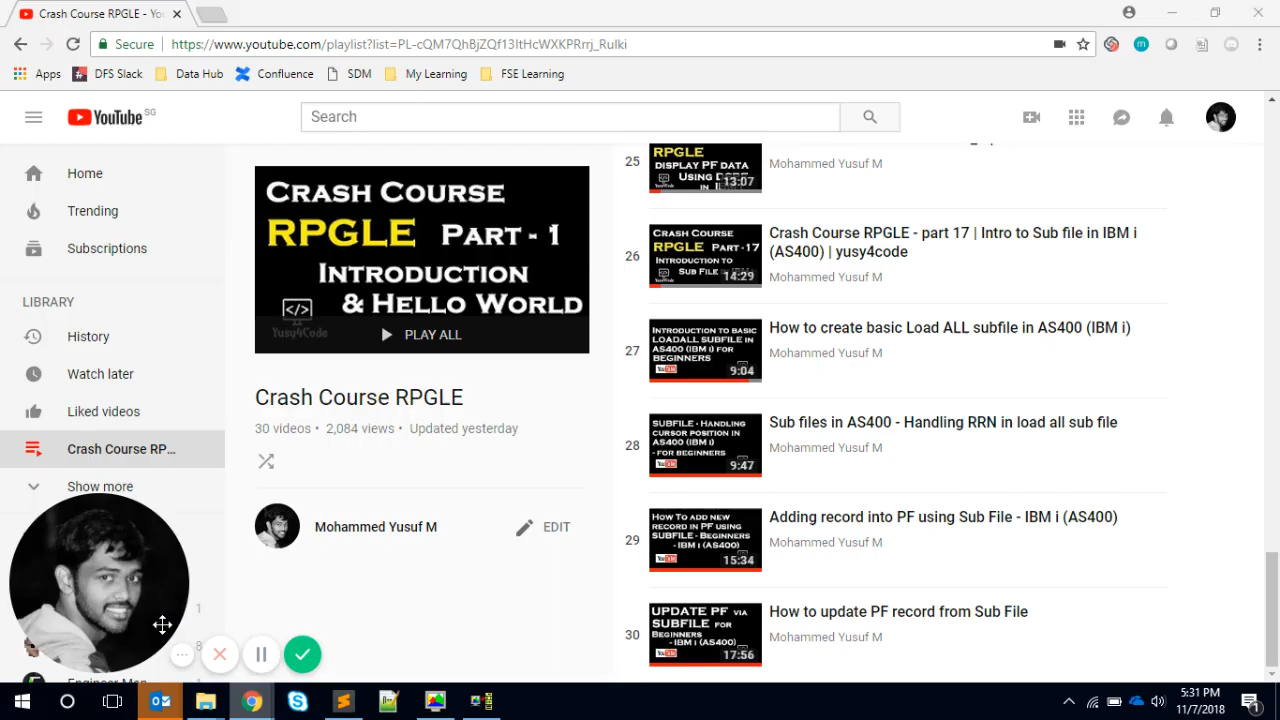 Crash Course RPGLE - Yo
Secure
https://www.youtube.com/playlist?list=PL-cQM7QhBjZQf13ItHcWXKPRrrj_RuIki
Apps
DFS Slack
Data Hub
Confluence
SDM
My Learning
FSE Learning
YouTube SG
Search
Home
Trending
Subscriptions
LIBRARY
History
Watch later
Liked videos
Crash Course RP...
Show more
1
8
CRASH COURSE
RPGLE PART - 1
INTRODUCTION
& HELLO WORLD
Yusy4Code
PLAY ALL
Crash Course RPGLE
30 videos • 2,084 views • Updated yesterday
Mohammed Yusuf M
EDIT
25
RPGLE
DISPLAY PF DATA
13:07
Mohammed Yusuf M
26
CRASH COURSE
RPGLE PART-17
INTRODUCTION TO
14:29
Crash Course RPGLE - part 17 | Intro to Sub file in IBM i
(AS400) | yusy4code
Mohammed Yusuf M
27
INTRODUCTION TO BASIC
LOADALL SUBFILE IN
AS400 (IBM i) FOR
BEGINNERS
9:04
How to create basic Load ALL subfile in AS400 (IBM i)
Mohammed Yusuf M
28
SUBFILE - HANDLING
CURSOR POSITION IN
AS400 (IBM i)
- FOR BEGINNERS
9:47
Sub files in AS400 - Handling RRN in load all sub file
Mohammed Yusuf M
29
HOW TO ADD NEW
RECORD IN PF USING
SUBFILE - BEGINNERS
- IBM i (AS400)
15:34
Adding record into PF using Sub File - IBM i (AS400)
Mohammed Yusuf M
30
UPDATE PF VIA
SUBFILE FOR
BEGINNERS
- IBM i (AS400)
17:56
How to update PF record from Sub File
Mohammed Yusuf M
5:31 PM
11/7/2018
1